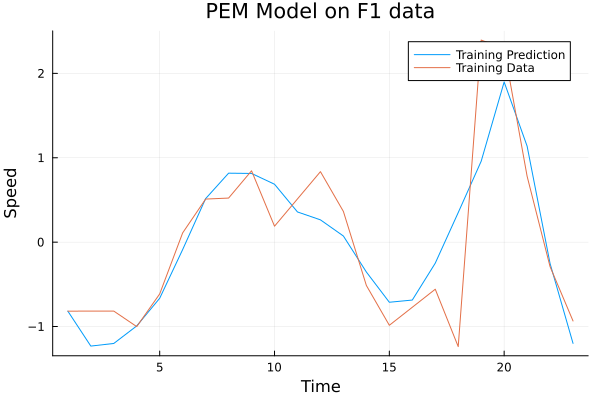 PEM Model on F1 data
Training Prediction
Training Data
Speed
2
1
0
−1
5
10
15
20
Time